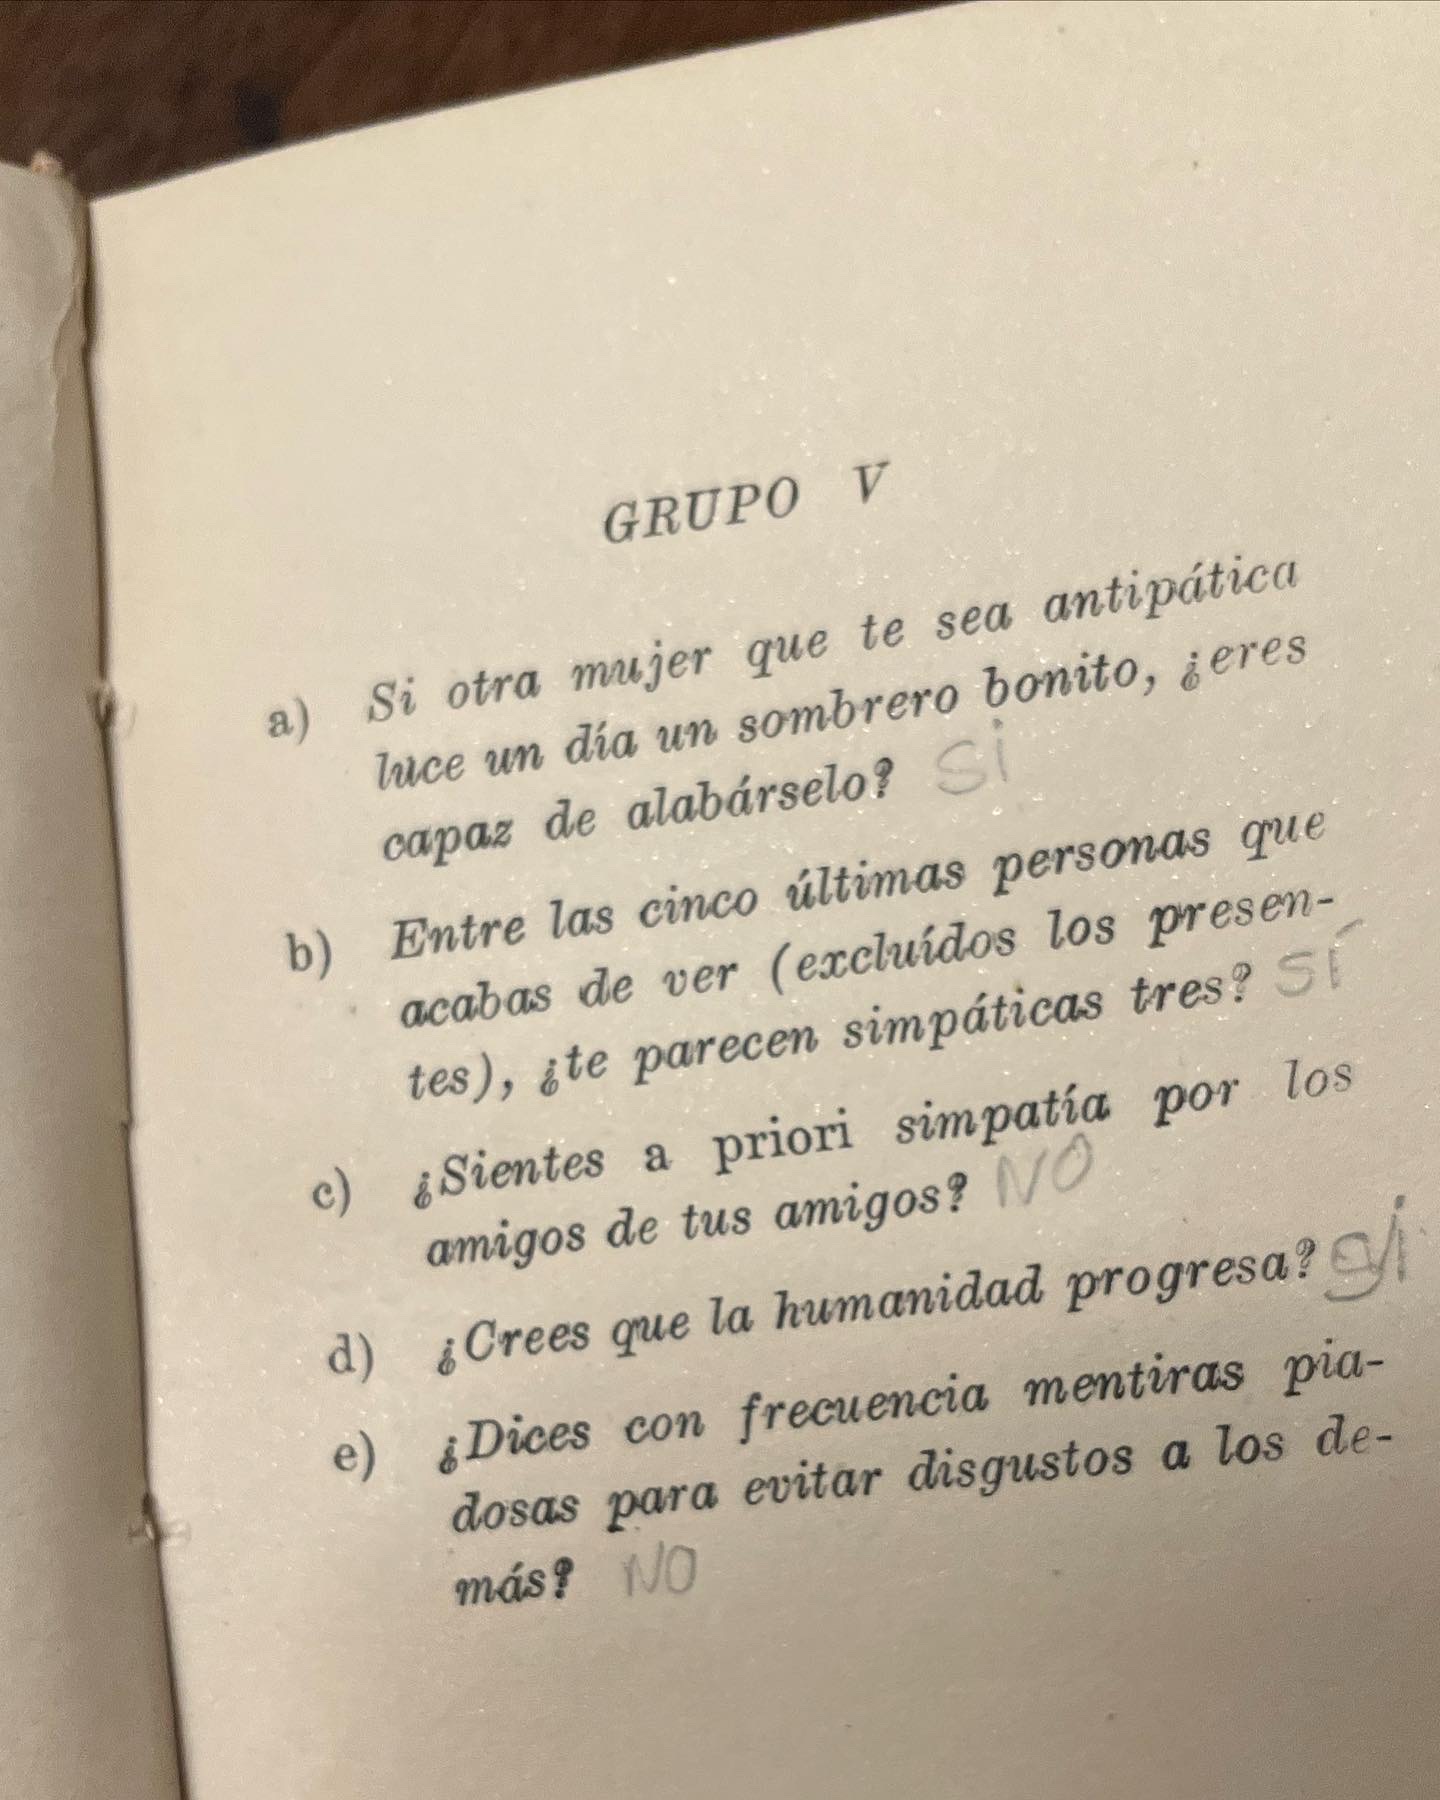 GRUPO V
a) Si otra mujer que te sea antipática
luce un día un sombrero bonito, ¿eres
capaz de alabárselo? Si
b) Entre las cinco últimas personas que
acabas de ver (excluídos los presen-
tes), ¿te parecen simpáticas tres? SÍ
c) ¿Sientes a priori simpatía por los
amigos de tus amigos? NO
d) ¿Crees que la humanidad progresa? Si
e) ¿Dices con frecuencia mentiras pia-
dosas para evitar disgustos a los de-
más? NO